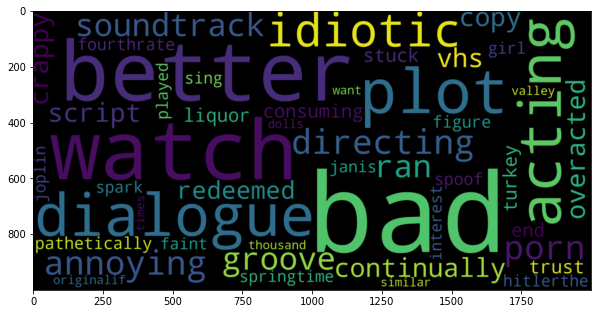 0
200
400
600
800
crappy
soundtrack
fourthrate
better
idiotic
copy
stuck
vhs
girl
acting
sing
played
want
plot
valley
overacted
script
liquor
consuming
dolls
figure
watch
directing
joplin
janis
ran
spoof
turkey
spark
redeemed
times
dialogue
bad
interest
pathetically
faint
thousand
end
porn
annoying
groove
continually
trust
springtime
hitlerthe
originalif
similar
0
250
500
750
1000
1250
1500
1750